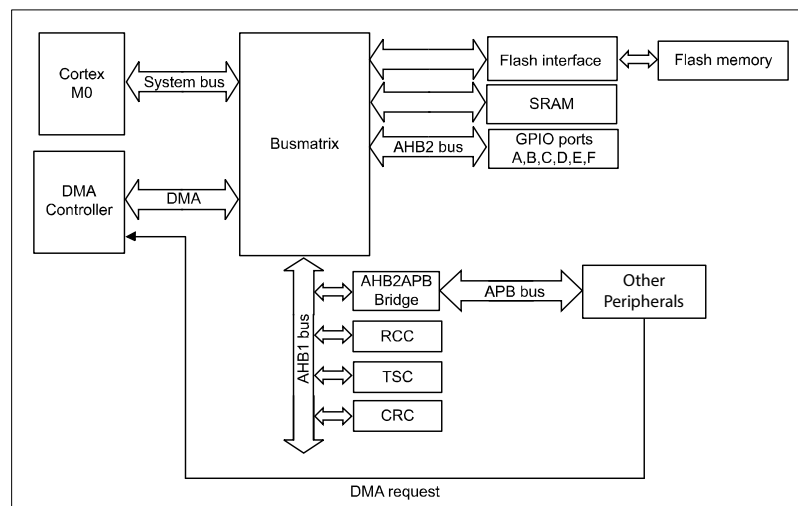 Cortex
M0
System bus
Busmatrix
Flash interface
Flash memory
SRAM
AHB2 bus
GPIO ports
A,B,C,D,E,F
DMA
Controller
DMA
AHB1 bus
AHB2APB
Bridge
APB bus
Other
Peripherals
RCC
TSC
CRC
DMA request